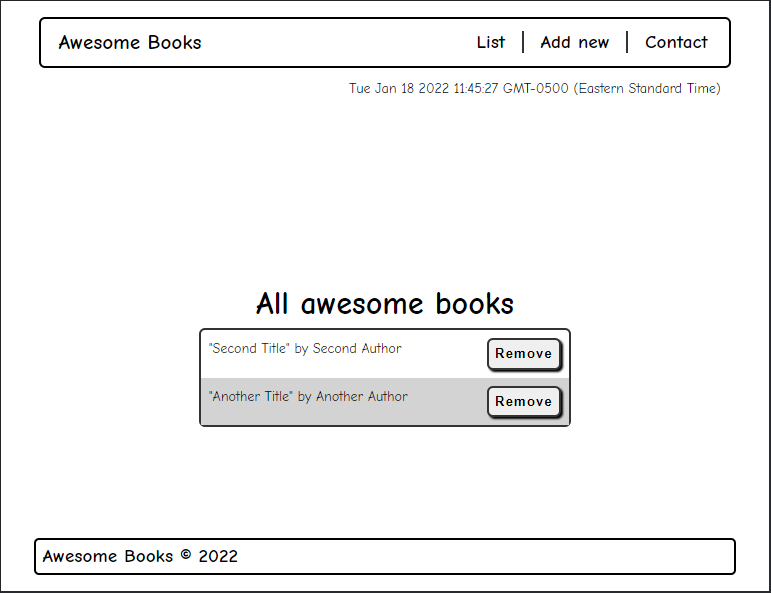 Awesome Books List Add new Contact
Tue Jan 18 2022 11:45:27 GMT-0500 (Eastern Standard Time)
All awesome books
"Second Title" by Second Author Remove
"Another Title" by Another Author Remove
Awesome Books © 2022